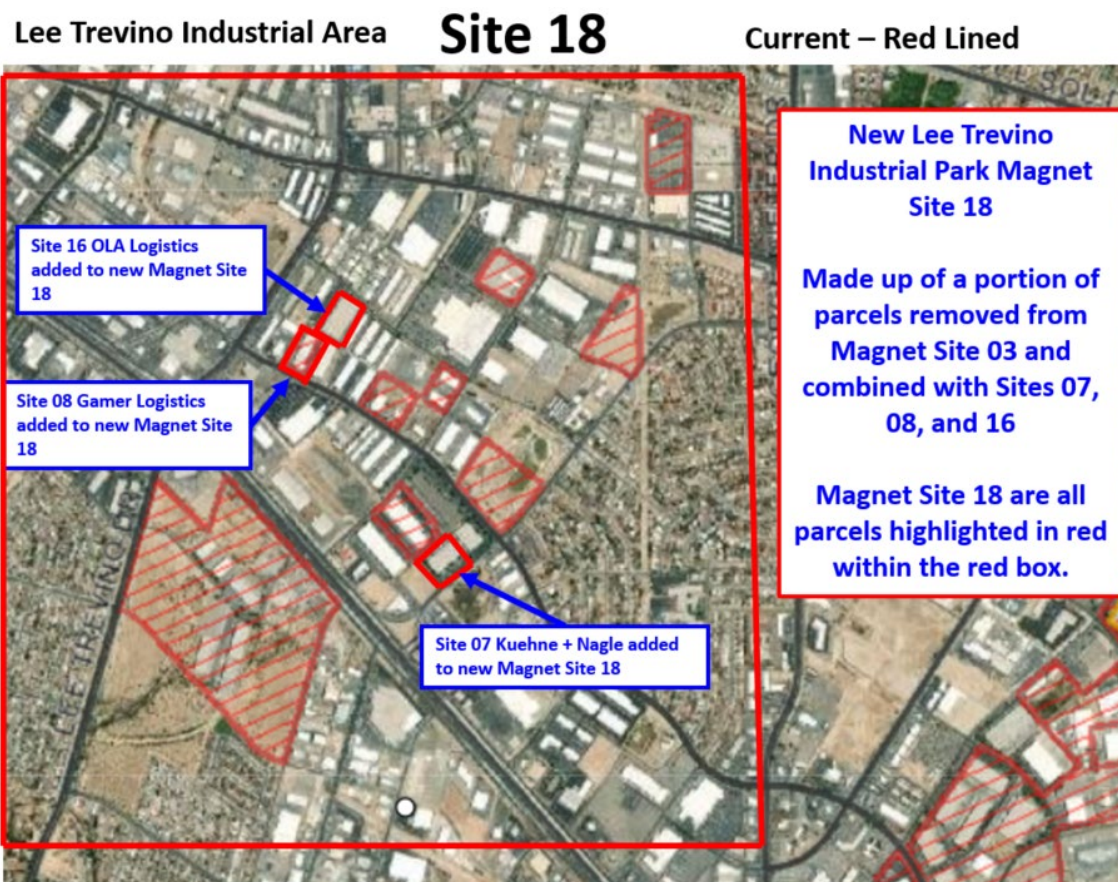 Lee Trevino Industrial Area
Site 18
Current – Red Lined
New Lee Trevino
Industrial Park Magnet
Site 18
Made up of a portion of
parcels removed from
Magnet Site 03 and
combined with Sites 07,
08, and 16
Magnet Site 18 are all
parcels highlighted in red
within the red box.
Site 16 OLA Logistics
added to new Magnet Site
18
Site 08 Gamer Logistics
added to new Magnet Site
18
Site 07 Kuehne + Nagle added
to new Magnet Site 18
LEE TREVINO DR